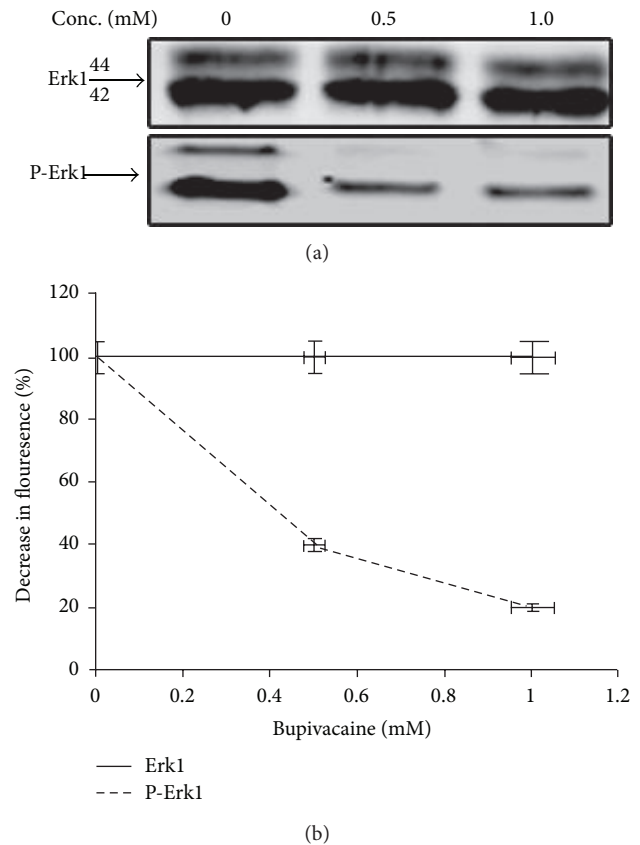 Conc. (mM) 0 0.5 1.0
Erk1 44
42
P-Erk1
(a)
120
100
80
60
40
20
0
Decrease in flouresence (%)
0 0.2 0.4 0.6 0.8 1 1.2
Bupivacaine (mM)
Erk1
P-Erk1
(b)